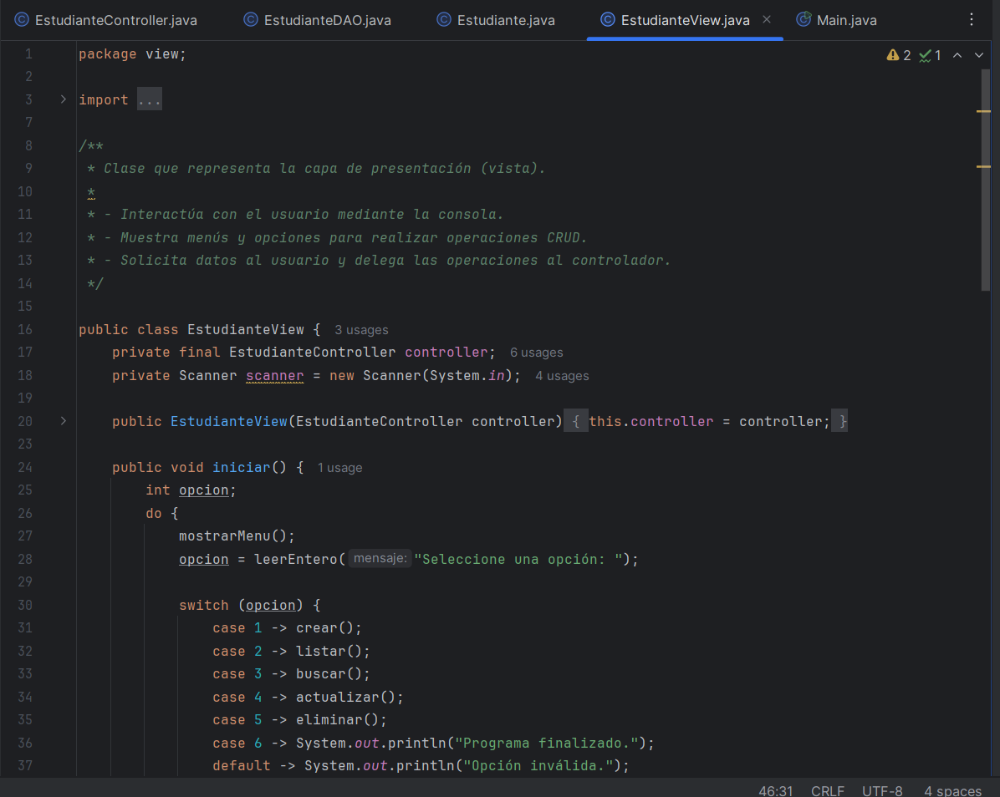 EstudianteController.java EstudianteDAO.java Estudiante.java EstudianteView.java Main.java
1 package view; 2 1
2
3 import ...
7
8 /**
9 * Clase que representa la capa de presentación (vista).
10 *
11 * - Interactúa con el usuario mediante la consola.
12 * - Muestra menús y opciones para realizar operaciones CRUD.
13 * - Solicita datos al usuario y delega las operaciones al controlador.
14 */
15
16 public class EstudianteView { 3 usages
17 private final EstudianteController controller; 6 usages
18 private Scanner scanner = new Scanner(System.in); 4 usages
19
20 public EstudianteView(EstudianteController controller) { this.controller = controller; }
23
24 public void iniciar() { 1 usage
25 int opcion;
26 do {
27 mostrarMenu();
28 opcion = leerEntero( mensaje: "Seleccione una opción: ");
29
30 switch (opcion) {
31 case 1 -> crear();
32 case 2 -> listar();
33 case 3 -> buscar();
34 case 4 -> actualizar();
35 case 5 -> eliminar();
36 case 6 -> System.out.println("Programa finalizado.");
37 default -> System.out.println("Opción inválida.");
46:31 CRLF UTF-8 4 spaces